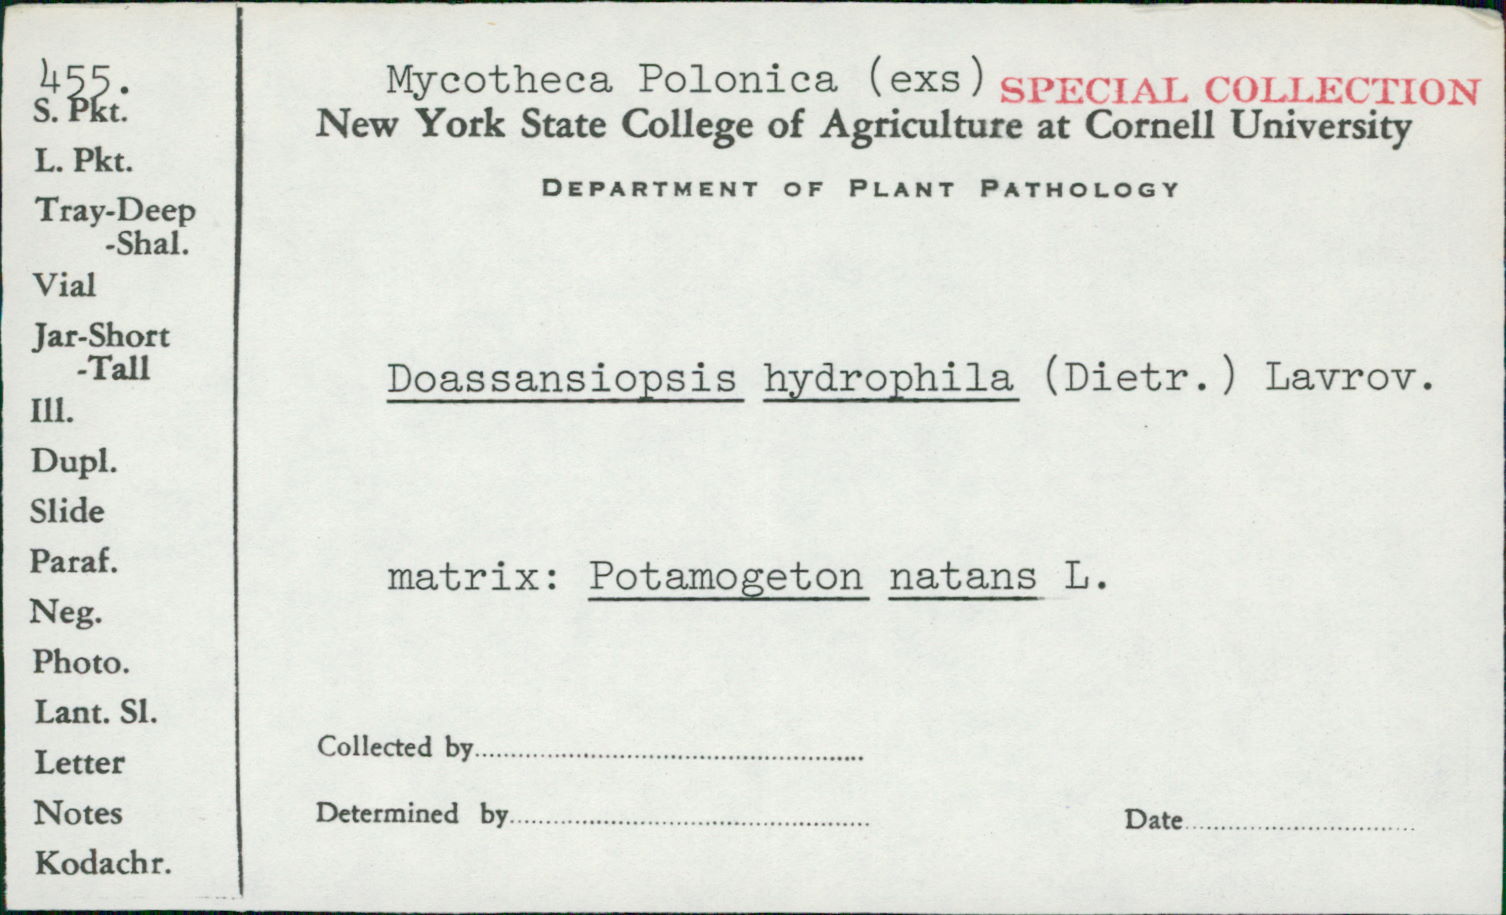 455.
S. Pkt.
L. Pkt.
Tray-Deep
-Shal.
Vial
Jar-Short
-Tall
Ill.
Dupl.
Slide
Paraf.
Neg.
Photo.
Lant. Sl.
Letter
Notes
Kodachr.
Mycotheca Polonica (exs) SPECIAL COLLECTION
New York State College of Agriculture at Cornell University
DEPARTMENT OF PLANT PATHOLOGY
Doassansiopsis hydrophila (Dietr.) Lavrov.
matrix: Potamogeton natans L.
Collected by
Determined by
Date